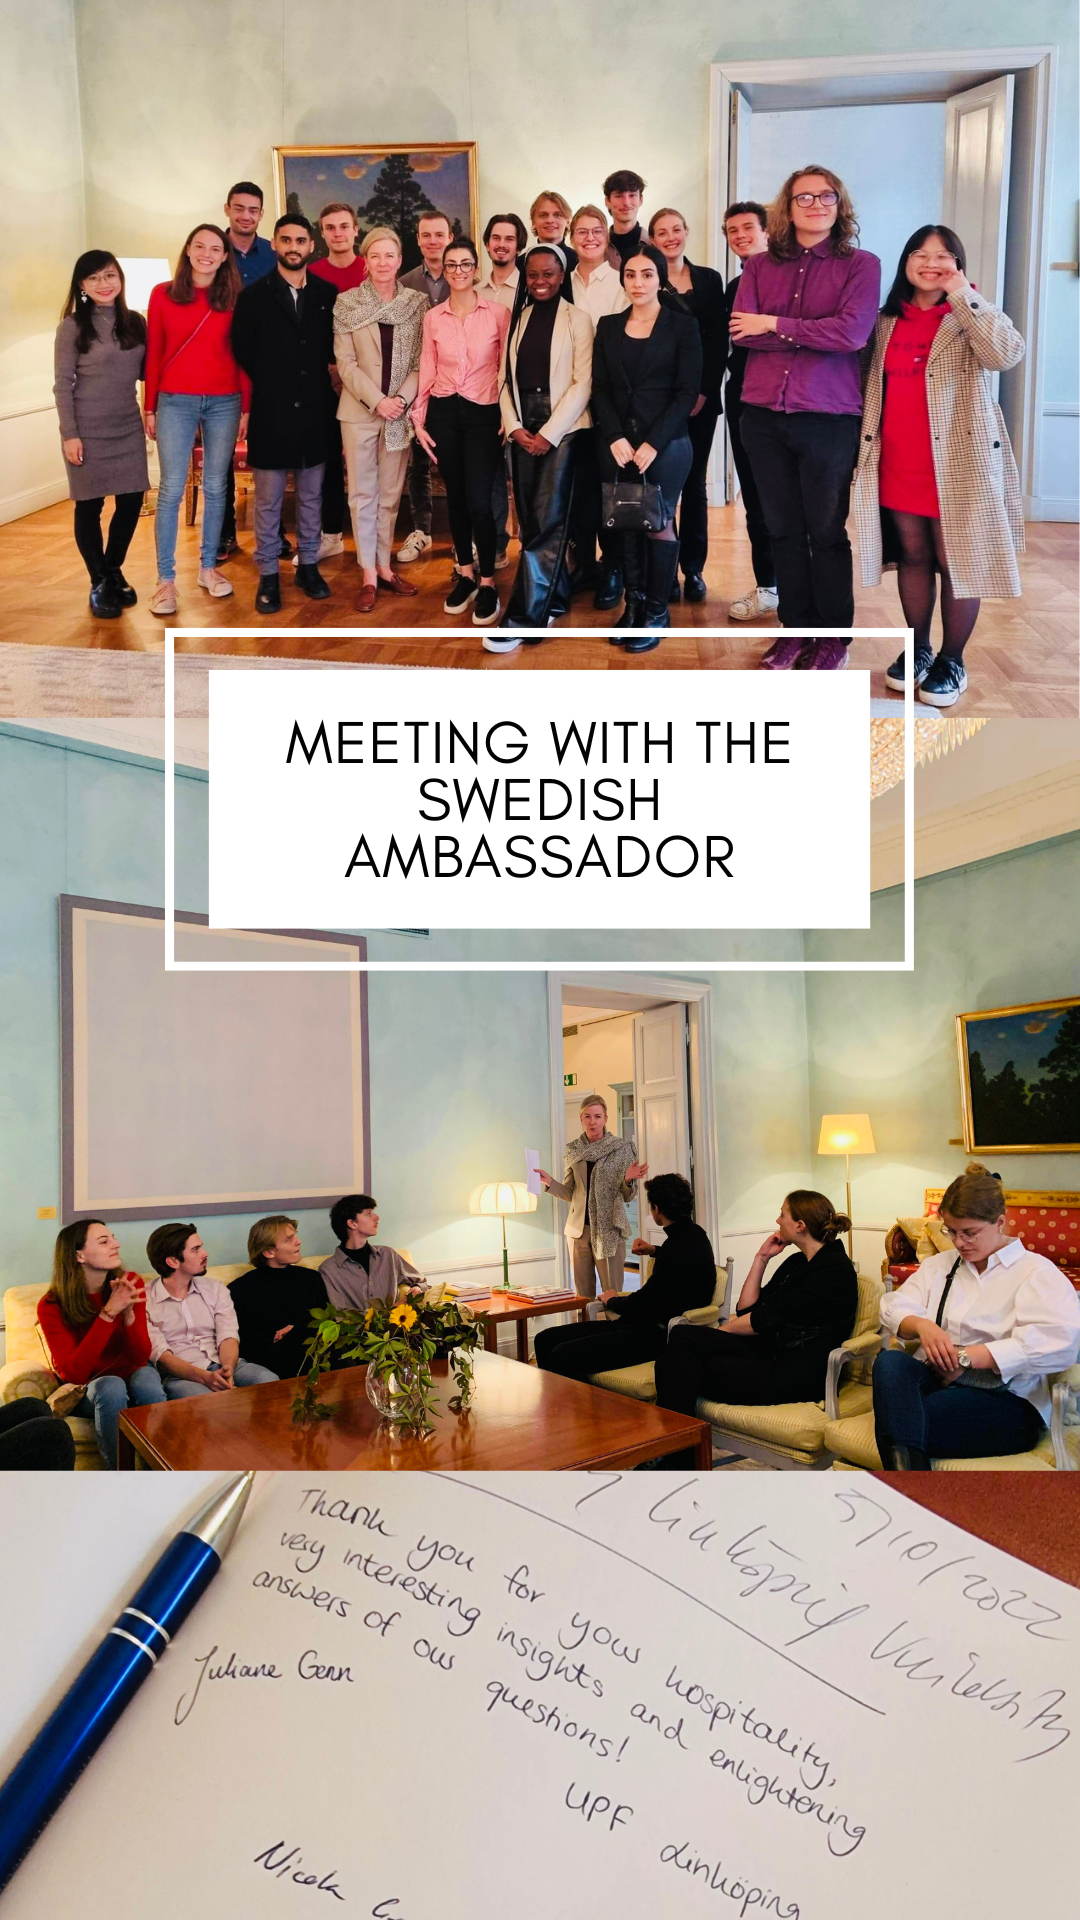 MEETING WITH THE
SWEDISH
AMBASSADOR
5/10/2022
Linköping University
Thank you for your hospitality,
very interesting insights and enlightening
answers of our questions!
Juliane Genn
UPF Linköping
Nicola